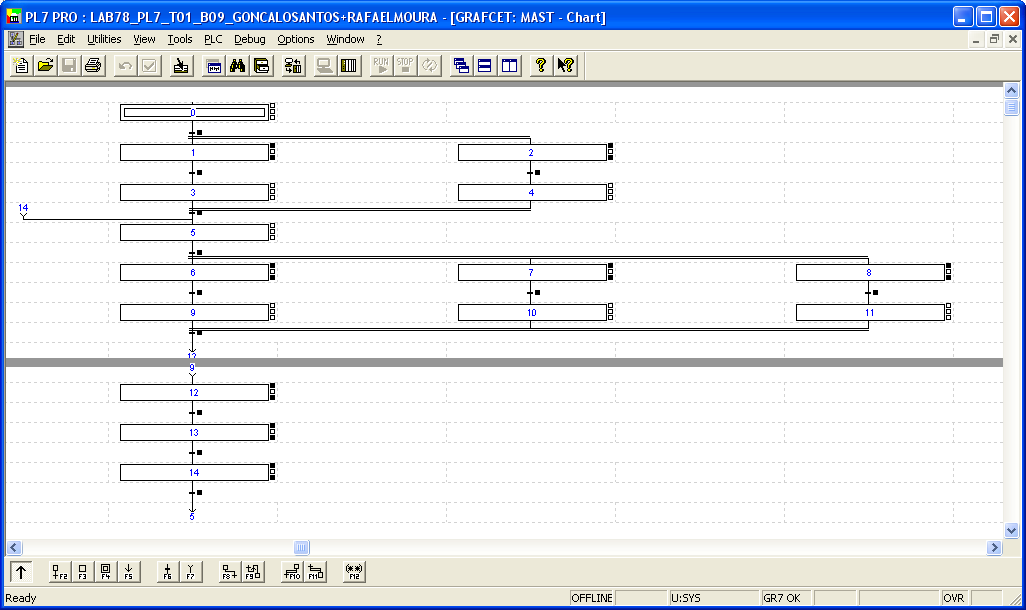 PL7 PRO : LAB78_PL7_T01_B09_GONCALOSANTOS+RAFAELMOURA - [GRAFCET: MAST - Chart]
File Edit Utilities View Tools PLC Debug Options Window ?
RUN STOP
0
1 2
3 4
14
5
6 7 8
9 10 11
12
9
12
13
14
5
F2 F3 F4 F5 F6 F7 F8 F9 F10 F11 F12
Ready OFFLINE U:SYS GR7 OK OVR